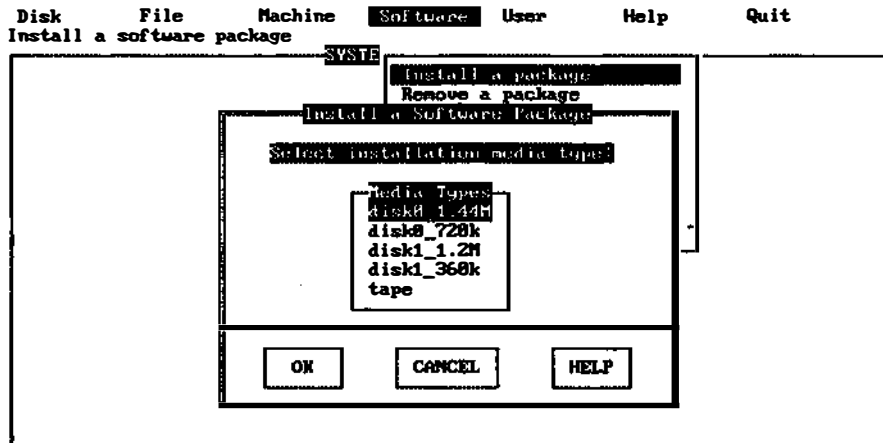 Disk File Machine Software User Help Quit
Install a software package
SYSTE
Install a package
Remove a package
Install a Software Package
Select installation media type:
Media Types
disk0_1.44M
disk0_720k
disk1_1.2M
disk1_360k
tape
OK CANCEL HELP